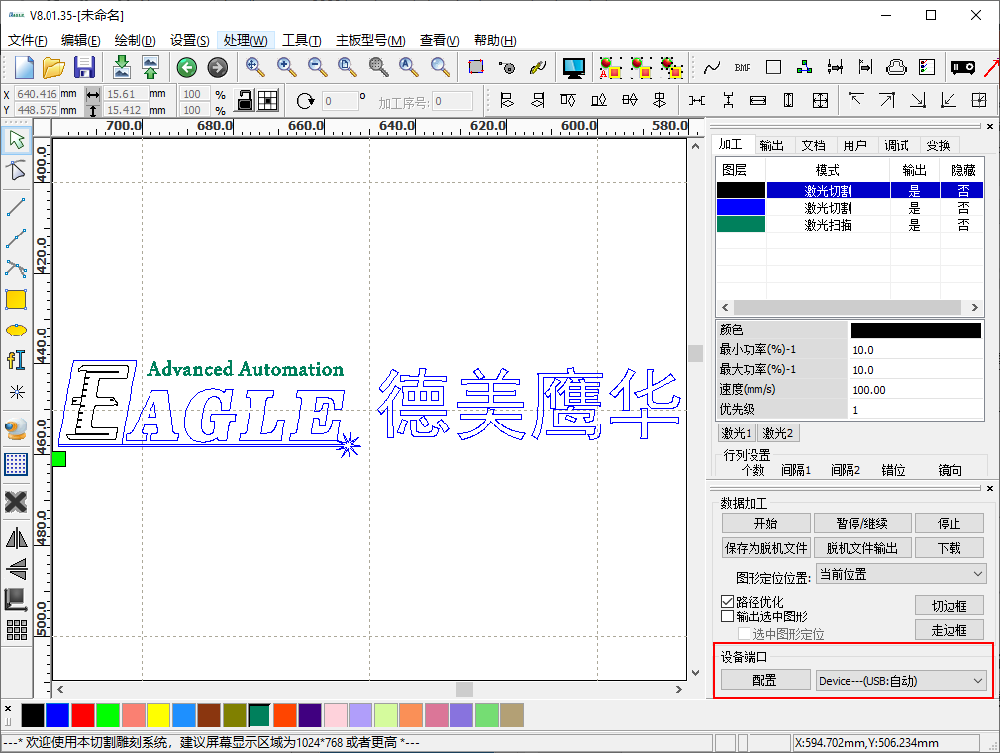 V8.01.35-[未命名]
文件(F) 编辑(E) 绘制(D) 设置(S) 处理(W) 工具(T) 主板型号(M) 查看(V) 帮助(H)
BMP
X 640.416 mm 15.61 mm 100 %
Y 448.575 mm 15.412 mm 100 %
0 ° 加工序号: 0
700.0 680.0 660.0 640.0 620.0 600.0 580.0
400.0
420.0
440.0
460.0
480.0
500.0
Advanced Automation
EAGLE 德美鹰华
加工 输出 文档 用户 调试 变换
图层 模式 输出 隐藏
激光切割 是 否
激光切割 是 否
激光扫描 是 否
颜色
最小功率(%)-1 10.0
最大功率(%)-1 10.0
速度(mm/s) 100.00
优先级 1
激光1 激光2
行列设置
个数 间隔1 间隔2 错位 镜向
数据加工
开始 暂停/继续 停止
保存为脱机文件 脱机文件输出 下载
图形定位位置: 当前位置
路径优化 切边框
输出选中图形
选中图形定位 走边框
设备端口
配置 Device---(USB:自动)
---* 欢迎使用本切割雕刻系统，建议屏幕显示区域为1024*768 或者更高 *---
X:594.702mm,Y:506.234mm